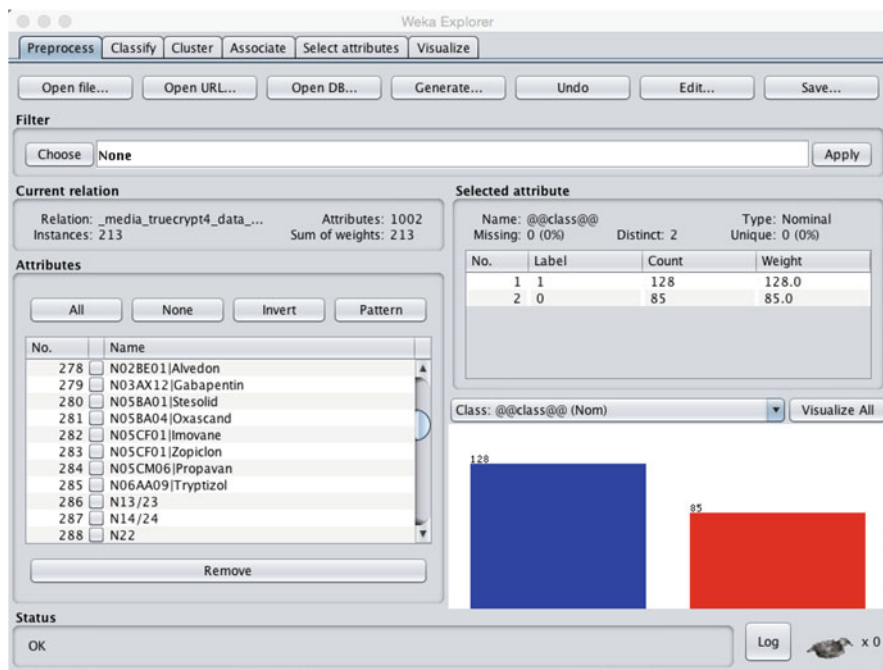 Weka Explorer
Preprocess Classify Cluster Associate Select attributes Visualize
Open file... Open URL... Open DB... Generate... Undo Edit... Save...
Filter
Choose None Apply
Current relation
Relation: _media_truecrypt4_data_... Attributes: 1002
Instances: 213 Sum of weights: 213
Attributes
All None Invert Pattern
No. Name
278 N02BE01|Alvedon
279 N03AX12|Gabapentin
280 N05BA01|Stesolid
281 N05BA04|Oxascand
282 N05CF01|Imovane
283 N05CF01|Zopiclon
284 N05CM06|Propavan
285 N06AA09|Tryptizol
286 N13/23
287 N14/24
288 N22
Remove
Selected attribute
Name: @@class@@ Type: Nominal
Missing: 0 (0%) Distinct: 2 Unique: 0 (0%)
No. Label Count Weight
1 1 128 128.0
2 0 85 85.0
Class: @@class@@ (Nom) Visualize All
128
85
Status
OK Log x 0